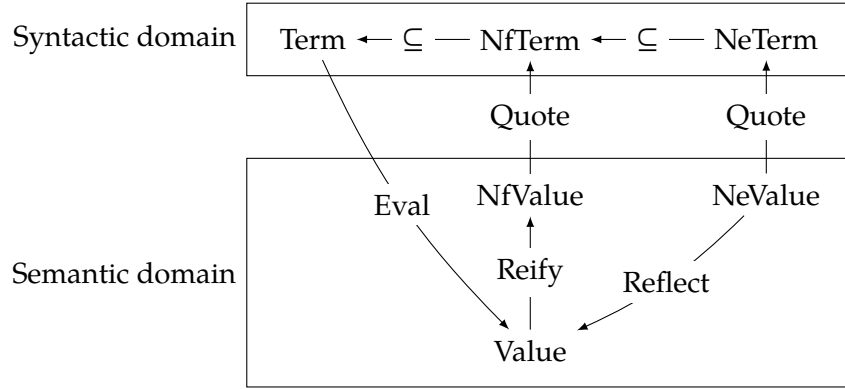 Syntactic domain
Term ⊆ NfTerm ⊆ NeTerm
Quote Quote
Eval
NfValue NeValue
Semantic domain
Reify Reflect
Value